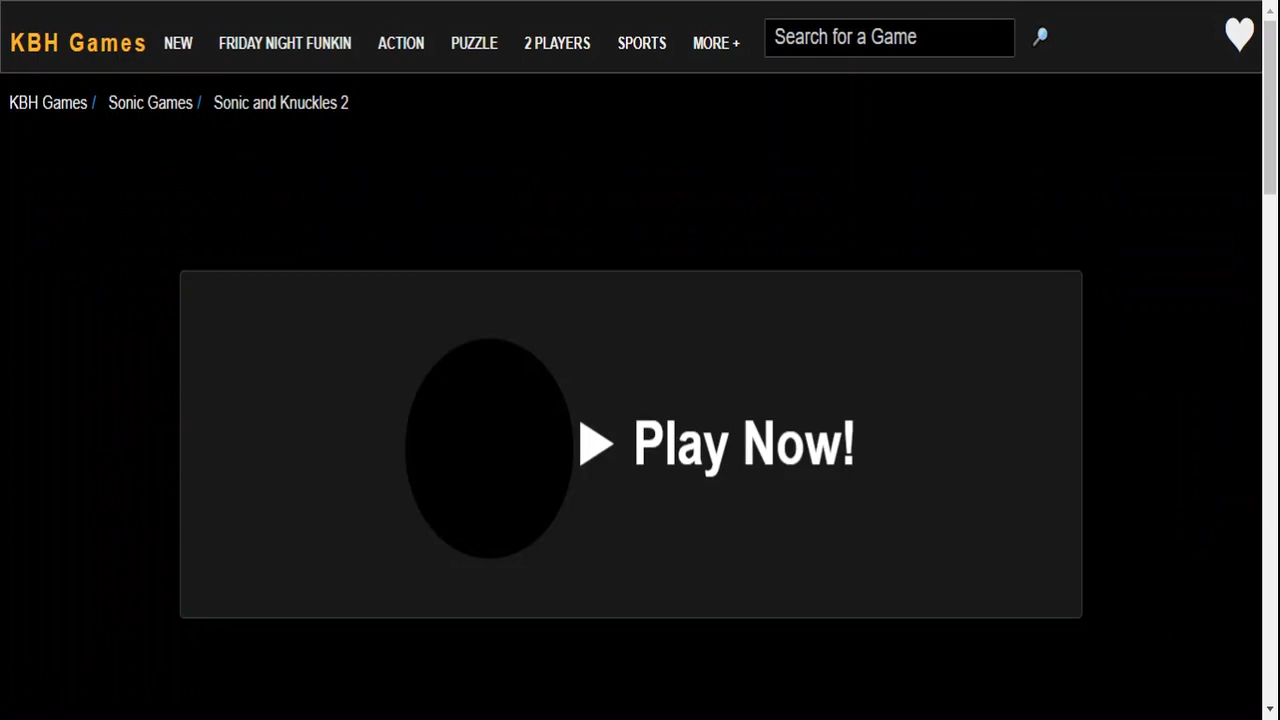 KBH Games NEW FRIDAY NIGHT FUNKIN ACTION PUZZLE 2 PLAYERS SPORTS MORE + Search for a Game
KBH Games / Sonic Games / Sonic and Knuckles 2
Play Now!